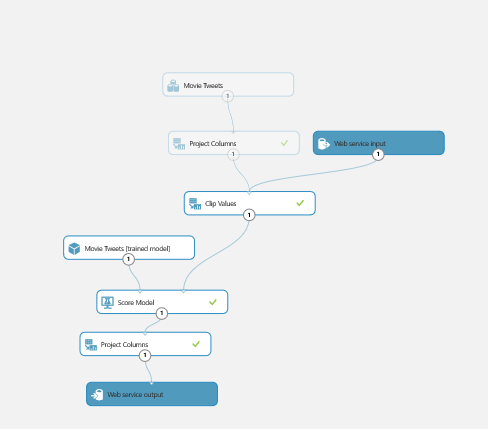 Movie Tweets
1
Project Columns
1
Web service input
1
Clip Values
1
Movie Tweets [trained model]
1
Score Model
1
Project Columns
1
Web service output